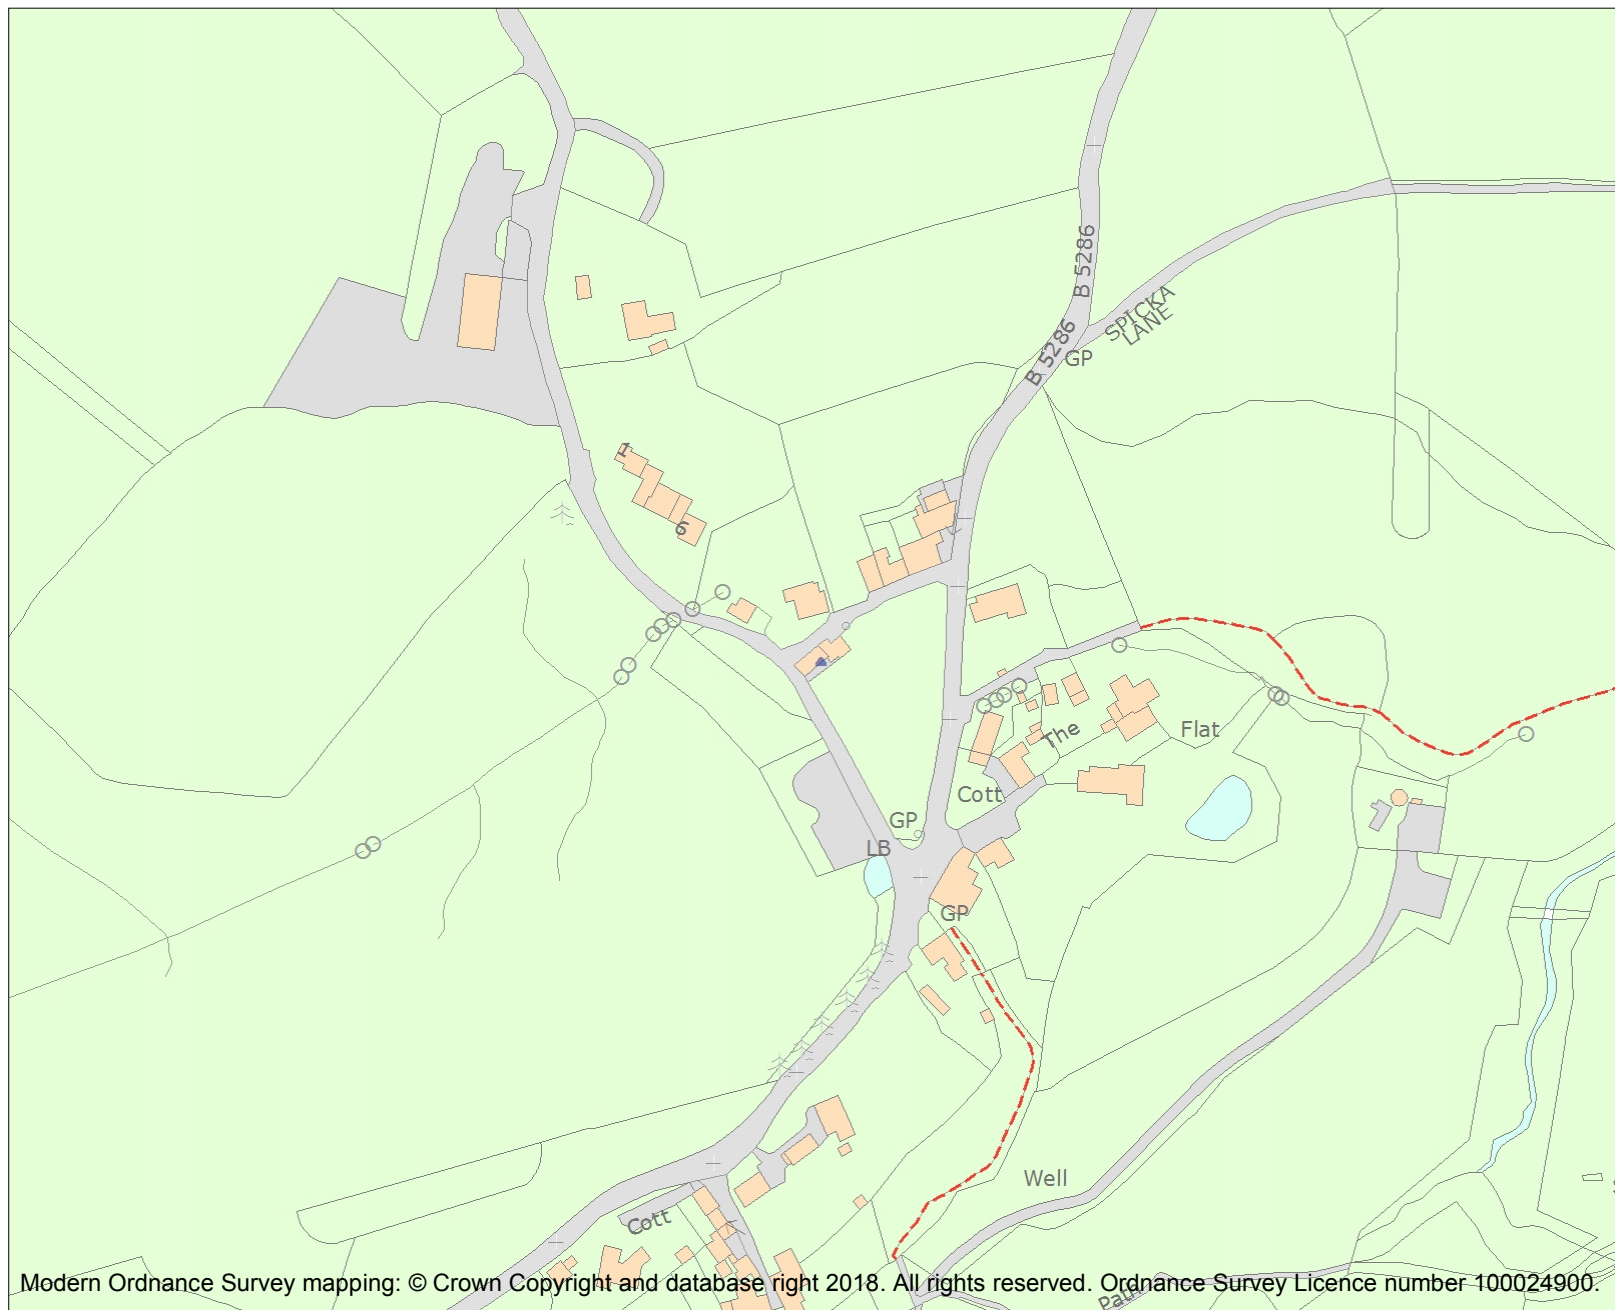 B 5286
SPICKA
LANE
B 5286
GP
1
6
The
Flat
Cott
GP
LB
GP
Well
Cott
Path
Modern Ordnance Survey mapping: © Crown Copyright and database right 2018. All rights reserved. Ordnance Survey Licence number 100024900.